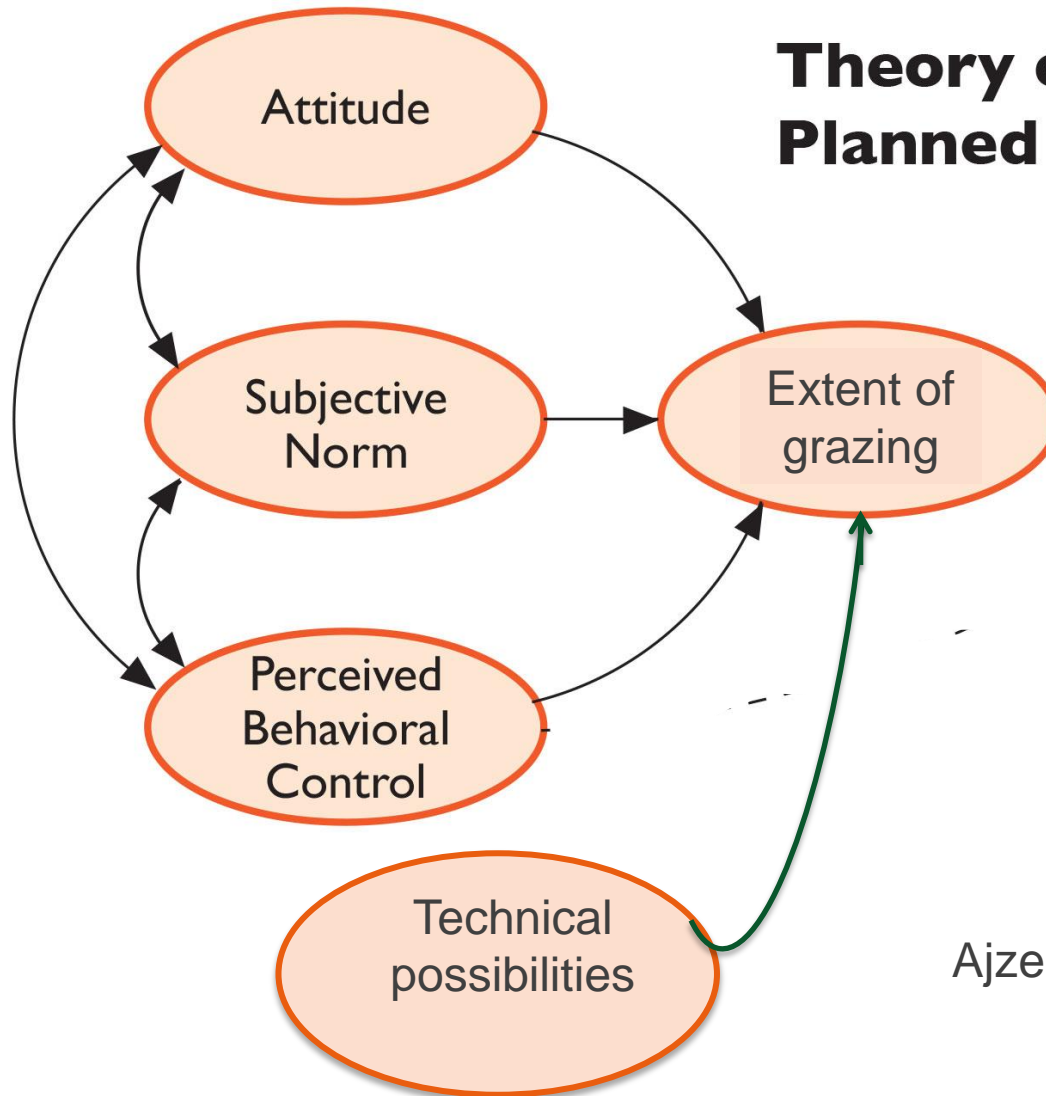 Theory
Planned
Attitude
Subjective
Norm
Extent of
grazing
Perceived
Behavioral
Control
Technical
possibilities